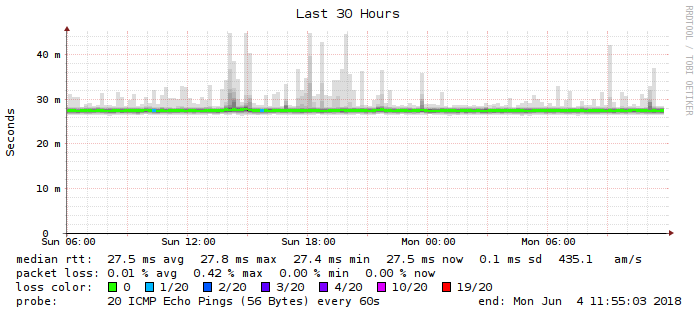 Last 30 Hours
RRDTOOL / TOBI OETIKER
Seconds
40 m
30 m
20 m
10 m
0
Sun 06:00 Sun 12:00 Sun 18:00 Mon 00:00 Mon 06:00
median rtt: 27.5 ms avg 27.8 ms max 27.4 ms min 27.5 ms now 0.1 ms sd 435.1 am/s
packet loss: 0.01 % avg 0.42 % max 0.00 % min 0.00 % now
loss color: 0 1/20 2/20 3/20 4/20 10/20 19/20
probe: 20 ICMP Echo Pings (56 Bytes) every 60s end: Mon Jun 4 11:55:03 2018